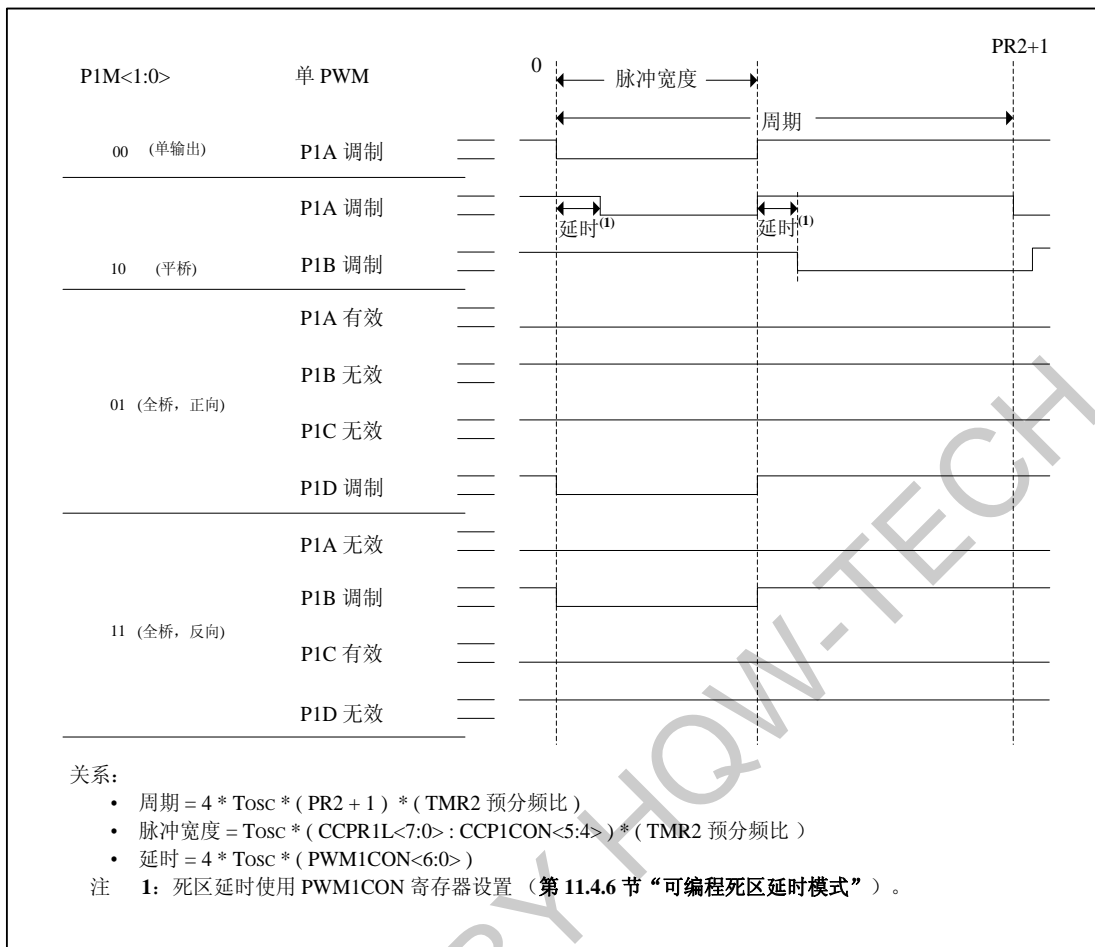 PR2+1
P1M<1:0> 单 PWM 0 脉冲宽度
周期
00 (单输出) P1A 调制
P1A 调制
延时(1) 延时(1)
10 (平桥) P1B 调制
P1A 有效
P1B 无效
01 (全桥，正向)
P1C 无效
P1D 调制
P1A 无效
P1B 调制
11 (全桥，反向)
P1C 有效
P1D 无效
关系：
• 周期 = 4 * TOSC * ( PR2 + 1 ) * ( TMR2 预分频比 )
• 脉冲宽度 = TOSC * ( CCPR1L<7:0> : CCP1CON<5:4> ) * ( TMR2 预分频比 ）
• 延时 = 4 * TOSC * ( PWM1CON<6:0> )
注 1：死区延时使用 PWM1CON 寄存器设置 （第 11.4.6 节“可编程死区延时模式”）。
RY HQW-TECH